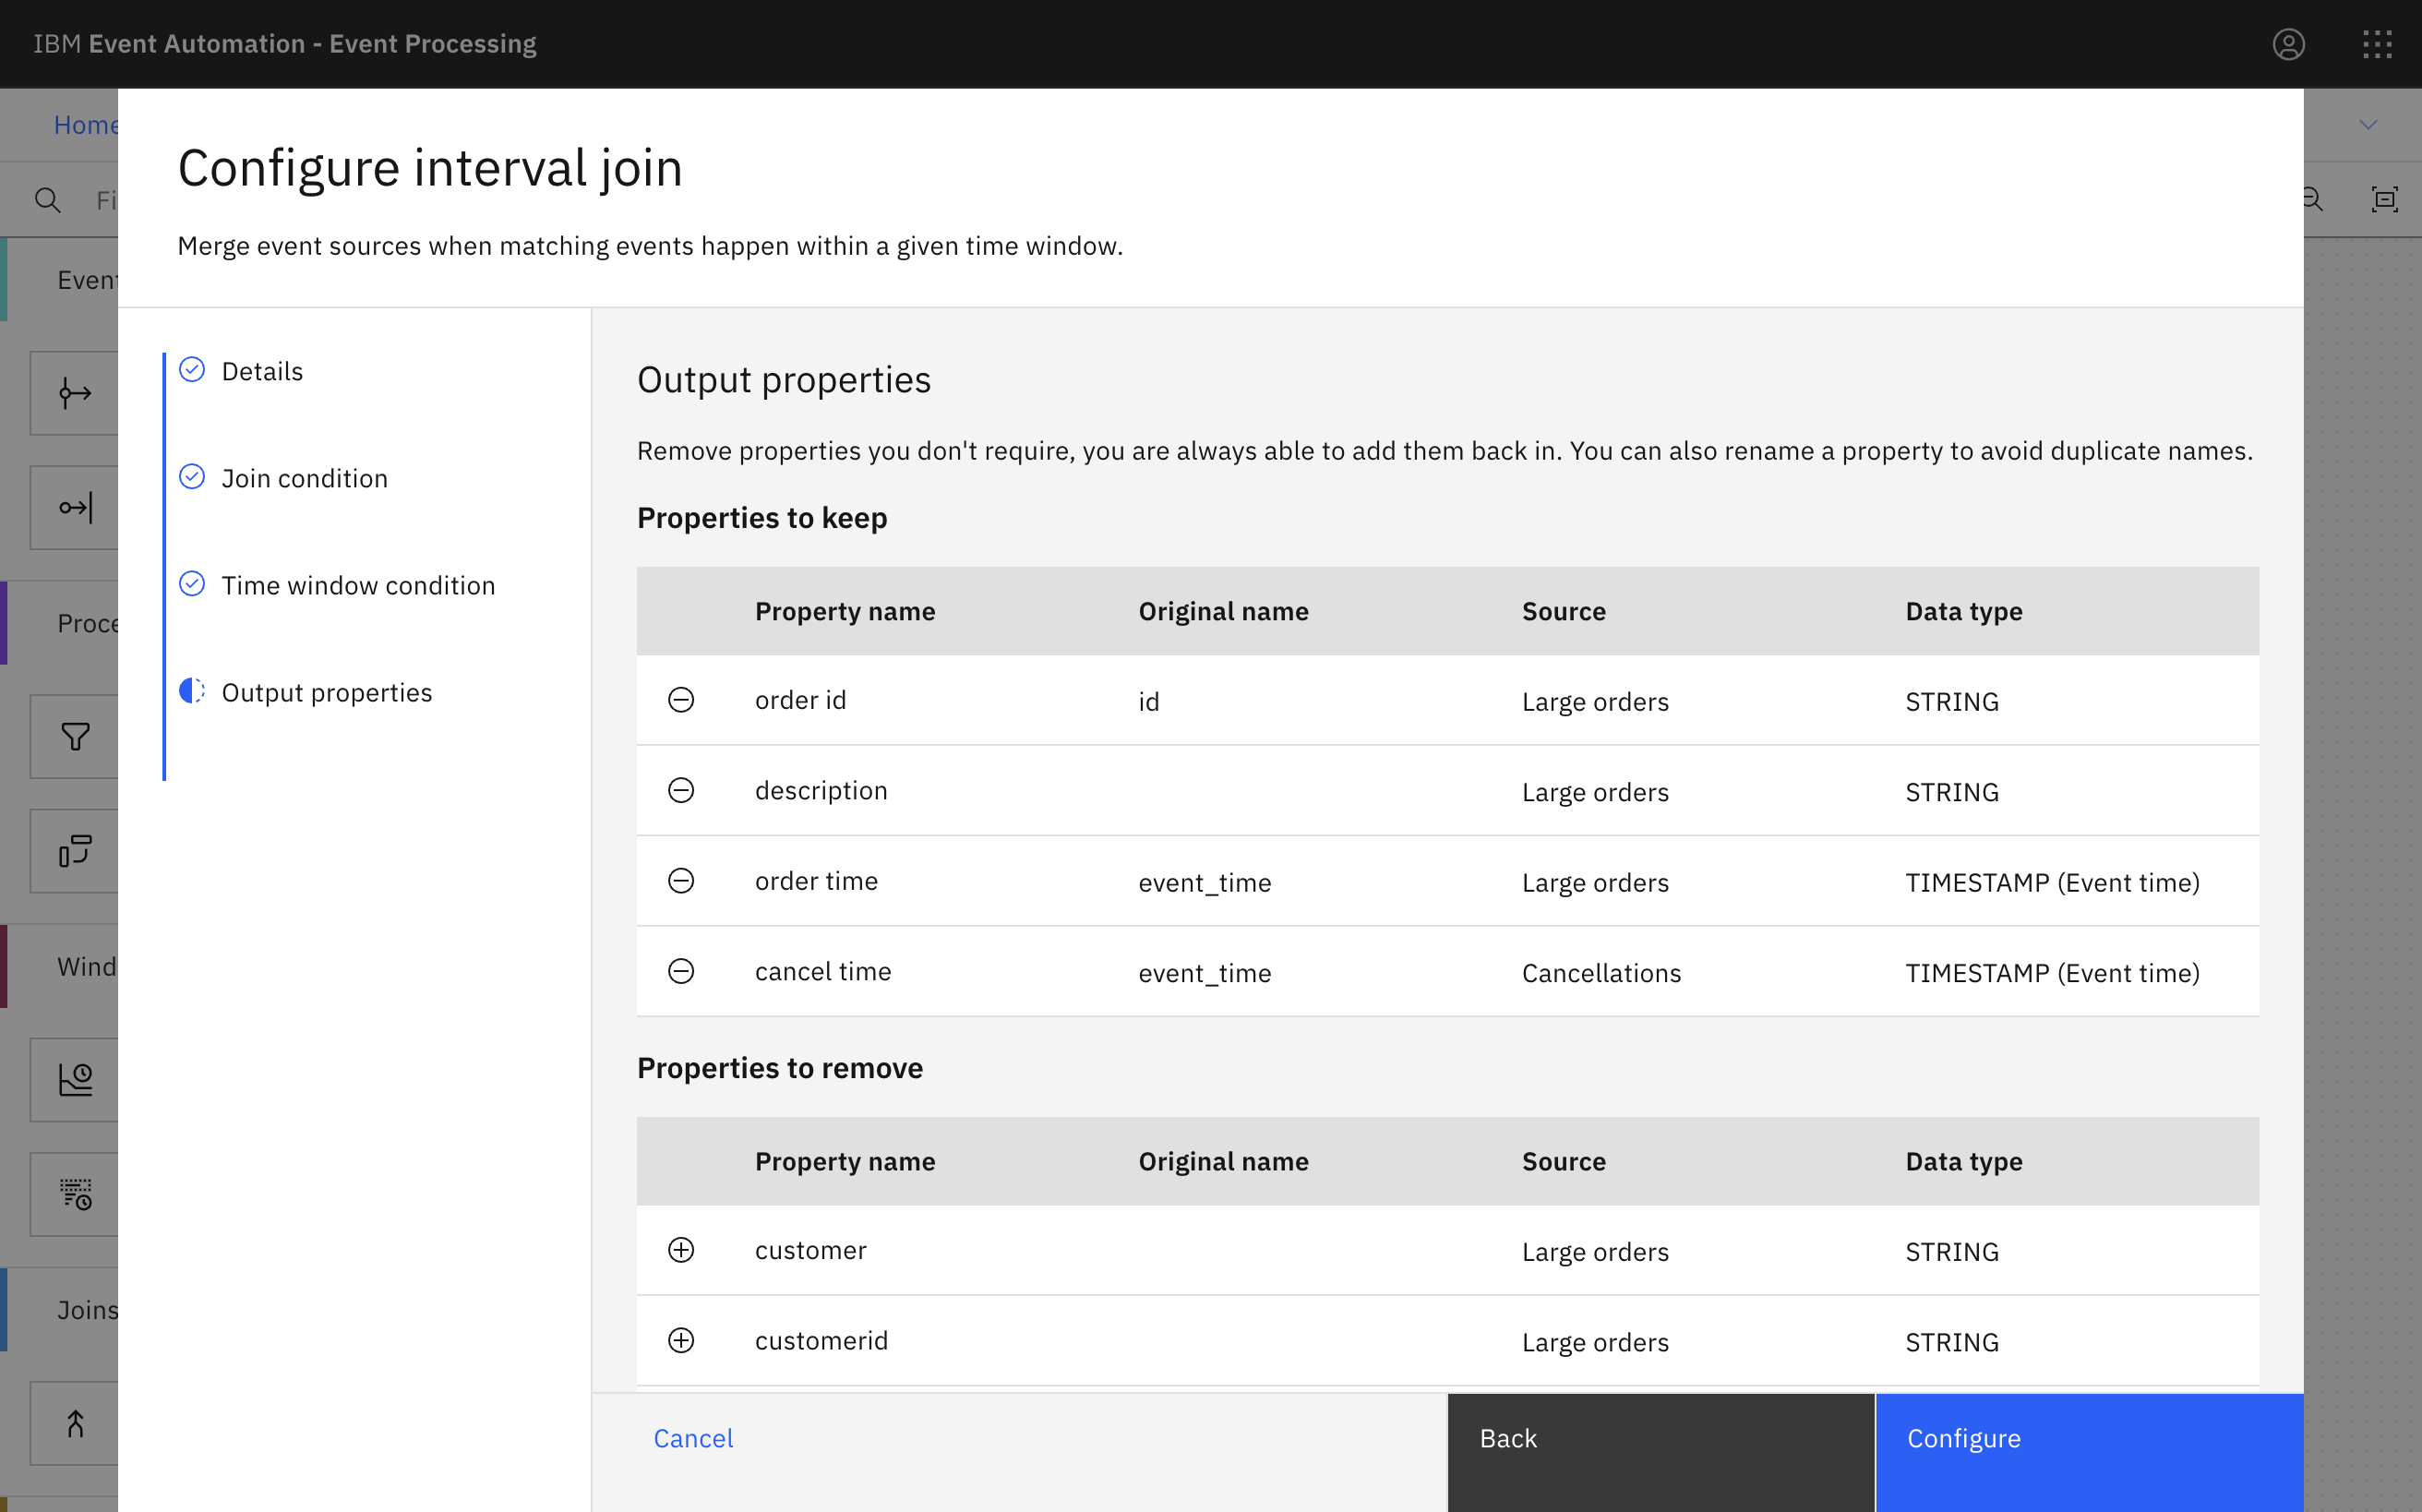 IBM Event Automation - Event Processing
Home
Configure interval join
Merge event sources when matching events happen within a given time window.
Details
Join condition
Time window condition
Output properties
Output properties
Remove properties you don't require, you are always able to add them back in. You can also rename a property to avoid duplicate names.
Properties to keep
Property name Original name Source Data type
order id id Large orders STRING
description Large orders STRING
order time event_time Large orders TIMESTAMP (Event time)
cancel time event_time Cancellations TIMESTAMP (Event time)
Properties to remove
Property name Original name Source Data type
customer Large orders STRING
customerid Large orders STRING
Cancel
Back
Configure
Fi
Event
Proce
Wind
Joins